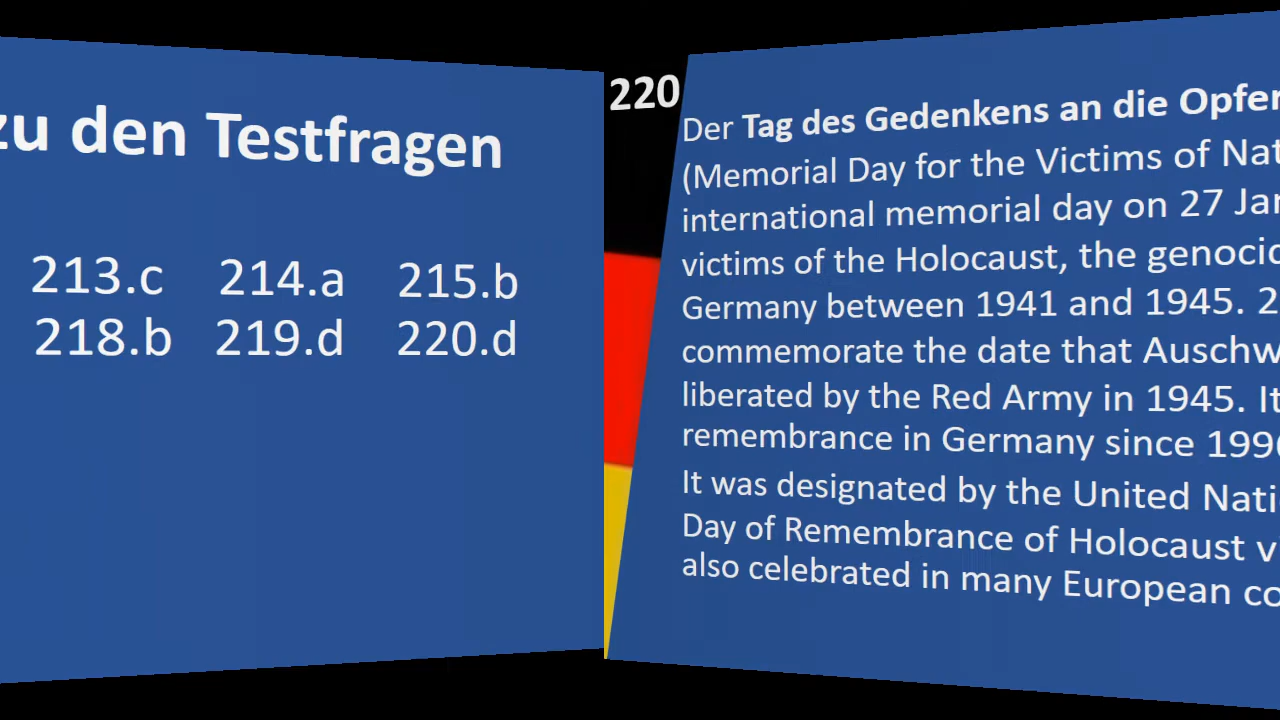 zu den Testfragen
213.c 214.a 215.b
218.b 219.d 220.d
220
Der Tag des Gedenkens an die Opfer
(Memorial Day for the Victims of Nat
international memorial day on 27 Jan
victims of the Holocaust, the genocid
Germany between 1941 and 1945. 2
commemorate the date that Auschw
liberated by the Red Army in 1945. It
remembrance in Germany since 1996
It was designated by the United Nati
Day of Remembrance of Holocaust vi
also celebrated in many European co